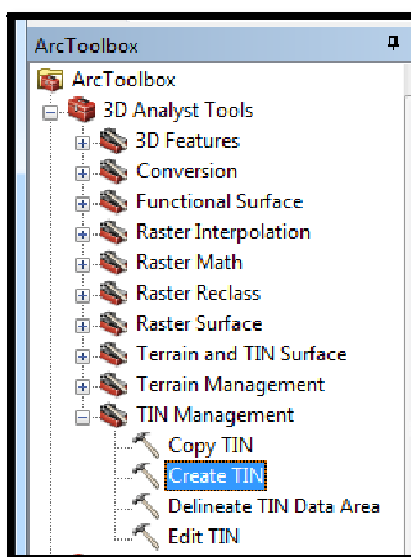 ArcToolbox
ArcToolbox
3D Analyst Tools
3D Features
Conversion
Functional Surface
Raster Interpolation
Raster Math
Raster Reclass
Raster Surface
Terrain and TIN Surface
Terrain Management
TIN Management
Copy TIN
Create TIN
Delineate TIN Data Area
Edit TIN